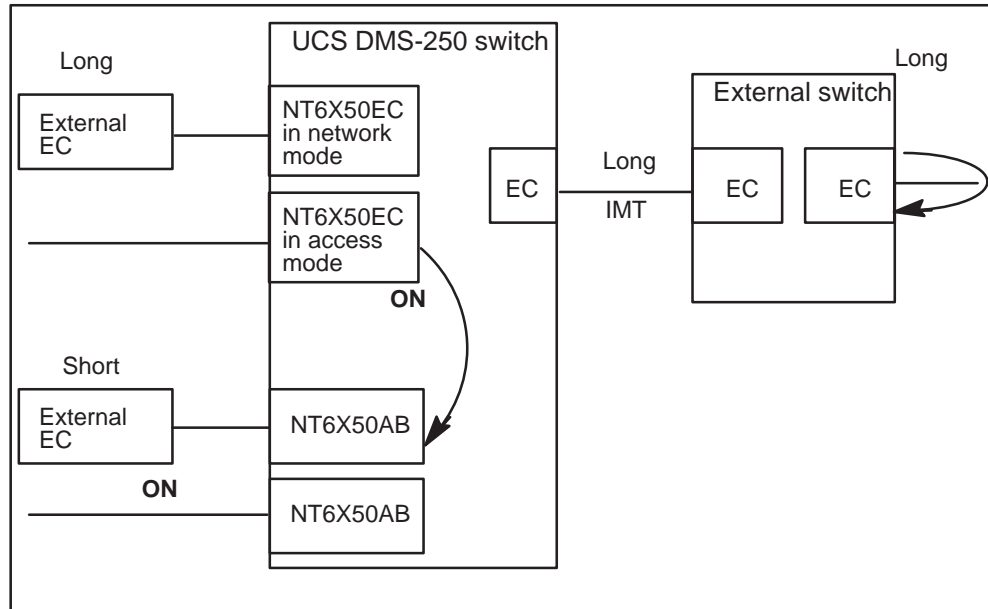 UCS DMS-250 switch
Long
External
EC
NT6X50EC
in network
mode
NT6X50EC
in access
mode
ON
EC
Long
IMT
External switch
Long
EC
EC
Short
External
EC
NT6X50AB
ON
NT6X50AB